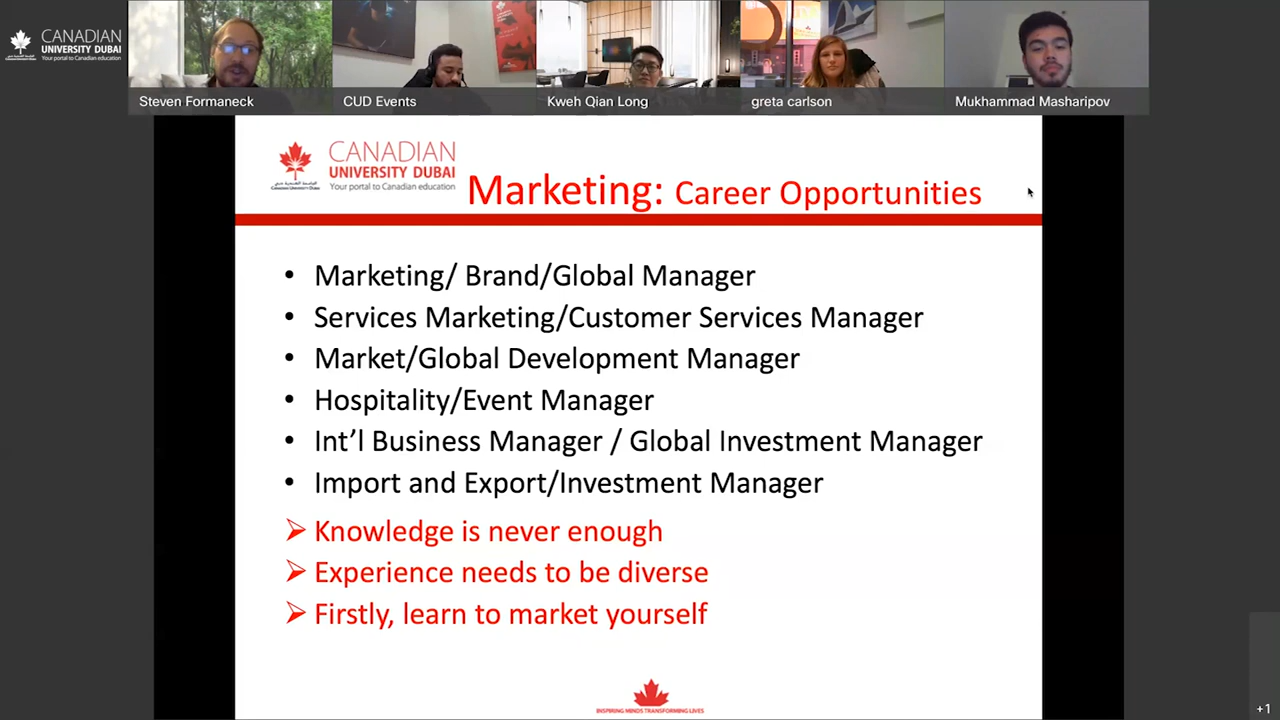 CANADIAN
UNIVERSITY DUBAI
Your portal to Canadian education
Steven Formaneck
CUD Events
Kweh Qian Long
greta carlson
Mukhammad Masharipov
CANADIAN
UNIVERSITY DUBAI
Your portal to Canadian education
Marketing: Career Opportunities
• Marketing/ Brand/Global Manager
• Services Marketing/Customer Services Manager
• Market/Global Development Manager
• Hospitality/Event Manager
• Int’l Business Manager / Global Investment Manager
• Import and Export/Investment Manager
➢ Knowledge is never enough
➢ Experience needs to be diverse
➢ Firstly, learn to market yourself
INSPIRING MINDS TRANSFORMING LIVES
+1